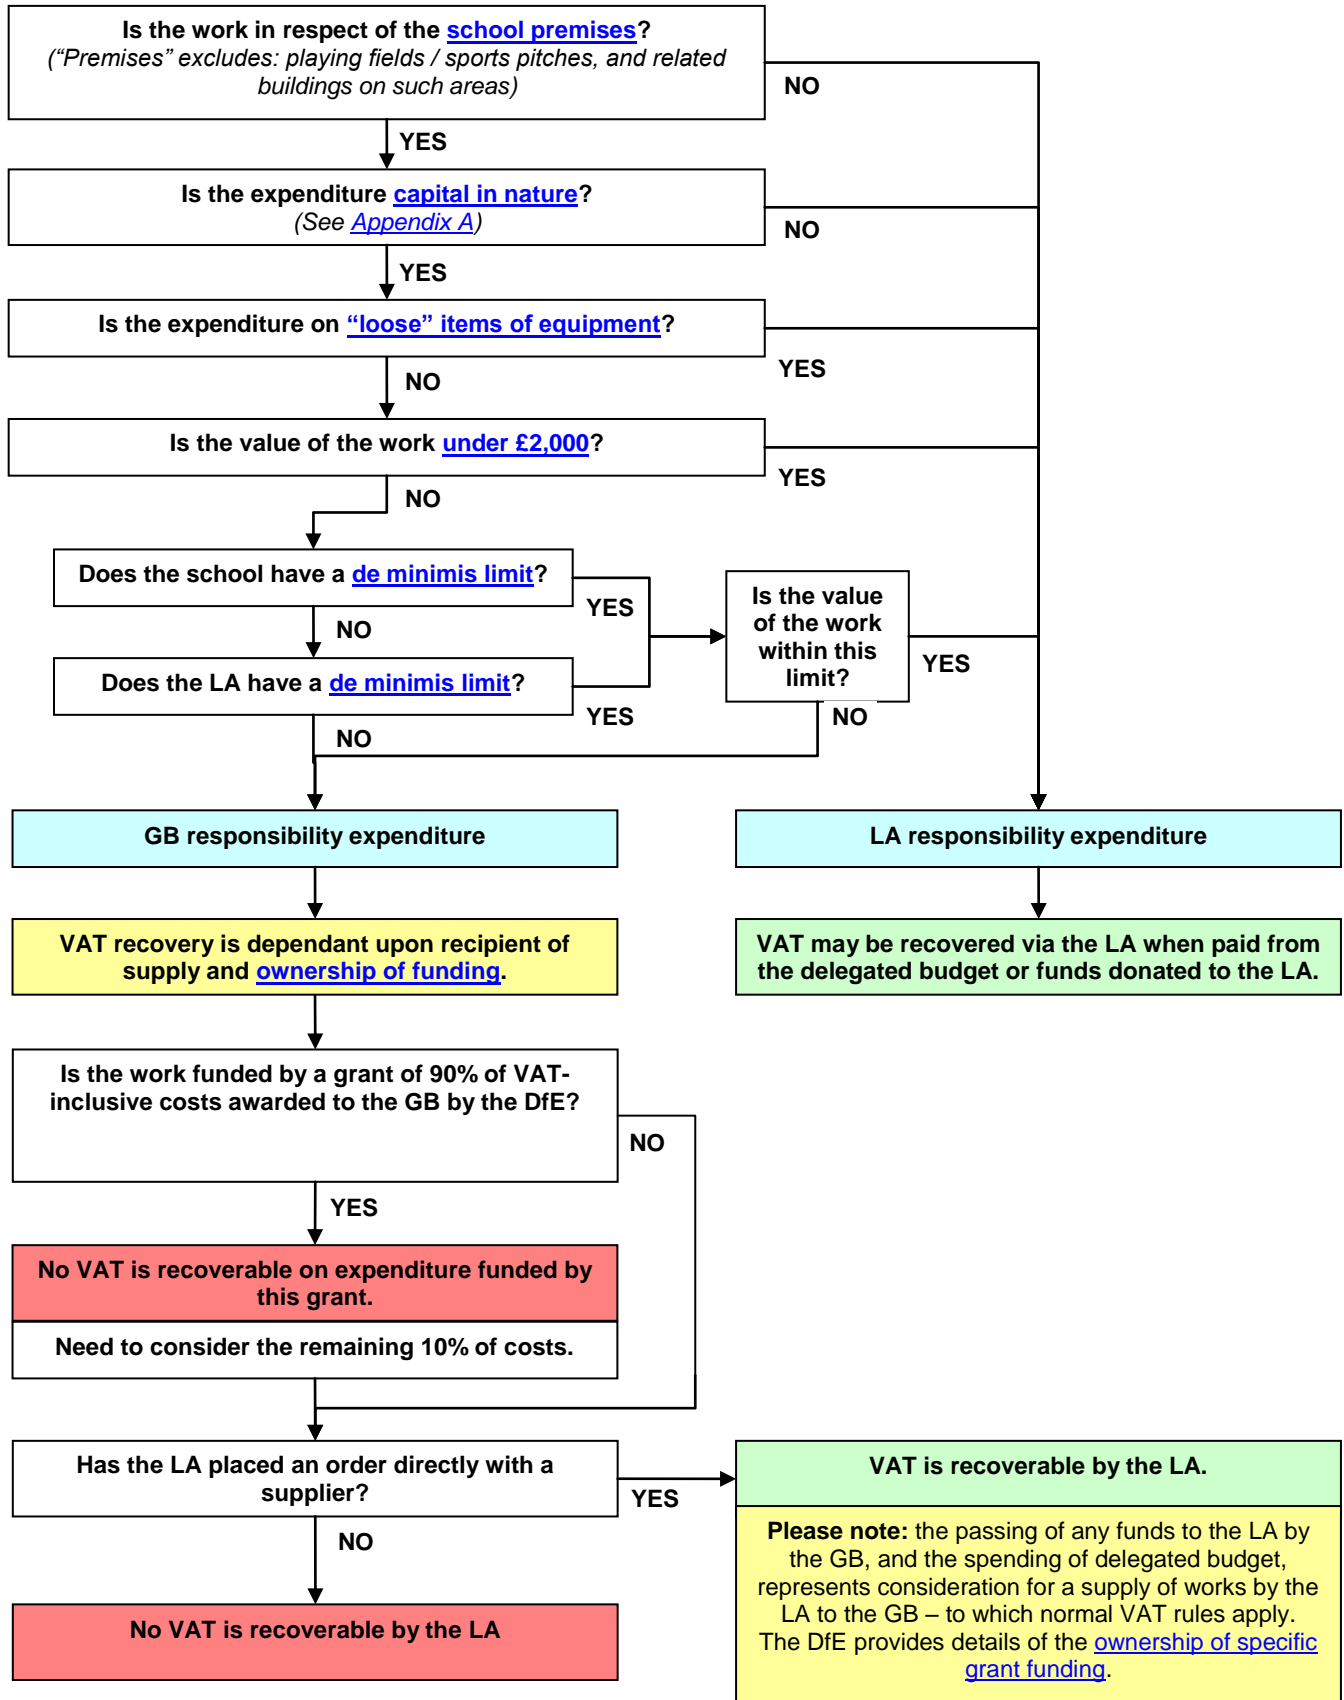 Is the work in respect of the school premises?
(“Premises” excludes: playing fields / sports pitches, and related
buildings on such areas)
NO
YES
Is the expenditure capital in nature?
(See Appendix A)
NO
YES
Is the expenditure on “loose” items of equipment?
YES
NO
Is the value of the work under £2,000?
YES
NO
Does the school have a de minimis limit?
YES
NO
Is the value
of the work
within this
limit?
YES
NO
Does the LA have a de minimis limit?
YES
NO
GB responsibility expenditure
LA responsibility expenditure
VAT recovery is dependant upon recipient of
supply and ownership of funding.
VAT may be recovered via the LA when paid from
the delegated budget or funds donated to the LA.
Is the work funded by a grant of 90% of VAT-
inclusive costs awarded to the GB by the DfE?
NO
YES
No VAT is recoverable on expenditure funded by
this grant.
Need to consider the remaining 10% of costs.
Has the LA placed an order directly with a
supplier?
YES
NO
VAT is recoverable by the LA.
Please note: the passing of any funds to the LA by
the GB, and the spending of delegated budget,
represents consideration for a supply of works by the
LA to the GB – to which normal VAT rules apply.
The DfE provides details of the ownership of specific
grant funding.
No VAT is recoverable by the LA